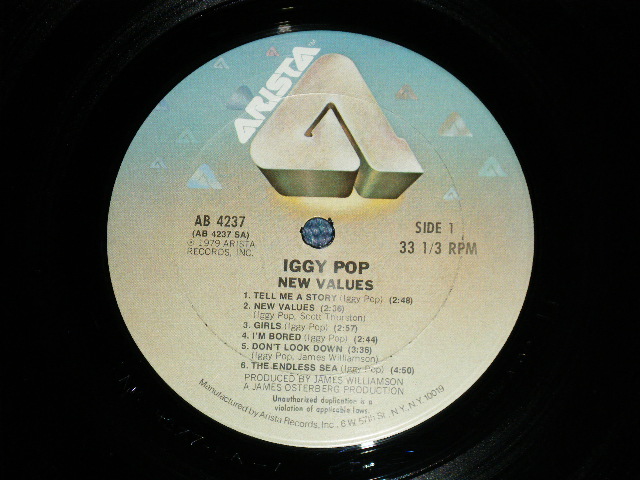 ARISTA™
AB 4237
(AB 4237 SA)
℗ 1979 ARISTA
RECORDS, INC.
SIDE 1
33 1/3 RPM
IGGY POP
NEW VALUES
1. TELL ME A STORY (Iggy Pop) (2:48)
2. NEW VALUES (2:36)
(Iggy Pop, Scott Thurston)
3. GIRLS (Iggy Pop) (2:57)
4. I'M BORED (Iggy Pop) (2:44)
5. DON'T LOOK DOWN (3:36)
(Iggy Pop, James Williamson)
6. THE ENDLESS SEA (Iggy Pop) (4:50)
PRODUCED BY JAMES WILLIAMSON
A JAMES OSTERBERG PRODUCTION
Unauthorized duplication is a
violation of applicable laws.
Manufactured by Arista Records, Inc., 6 W. 57th St., N.Y., N.Y. 10019